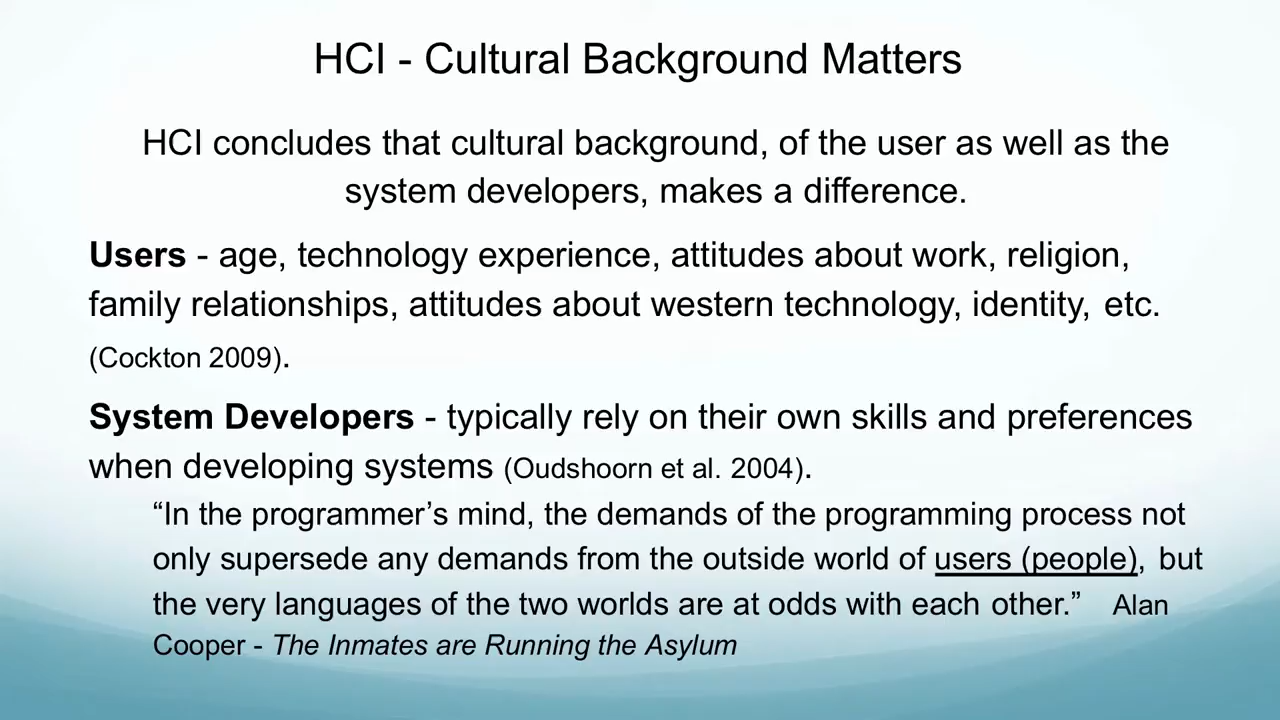 HCI - Cultural Background Matters
HCI concludes that cultural background, of the user as well as the
system developers, makes a difference.
Users - age, technology experience, attitudes about work, religion,
family relationships, attitudes about western technology, identity, etc.
(Cockton 2009).
System Developers - typically rely on their own skills and preferences
when developing systems (Oudshoorn et al. 2004).
“In the programmer’s mind, the demands of the programming process not
only supersede any demands from the outside world of users (people), but
the very languages of the two worlds are at odds with each other.” Alan
Cooper - The Inmates are Running the Asylum